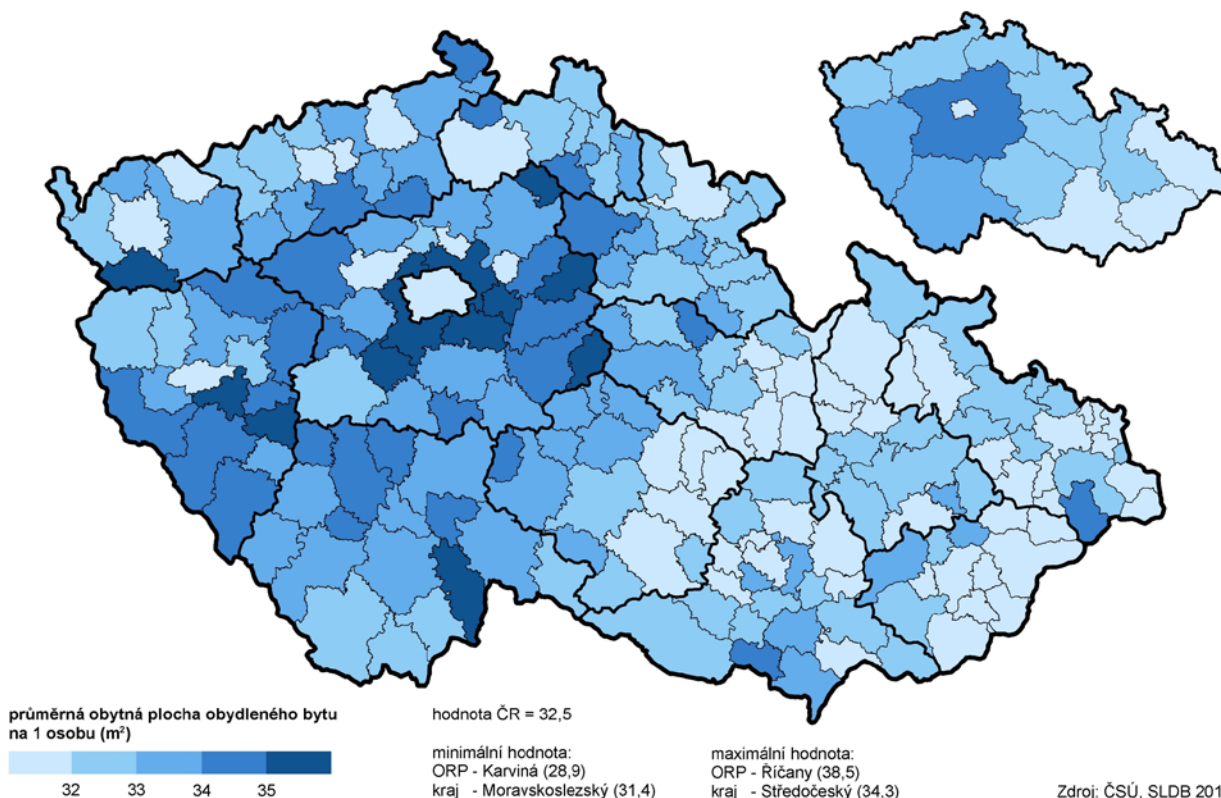 průměrná obytná plocha obydleného bytu
na 1 osobu (m²)
32 33 34 35
hodnota ČR = 32,5
minimální hodnota:
ORP - Karviná (28,9)
kraj - Moravskoslezský (31,4)
maximální hodnota:
ORP - Říčany (38,5)
kraj - Středočeský (34,3)
Zdroj: ČSÚ, SLDB 201